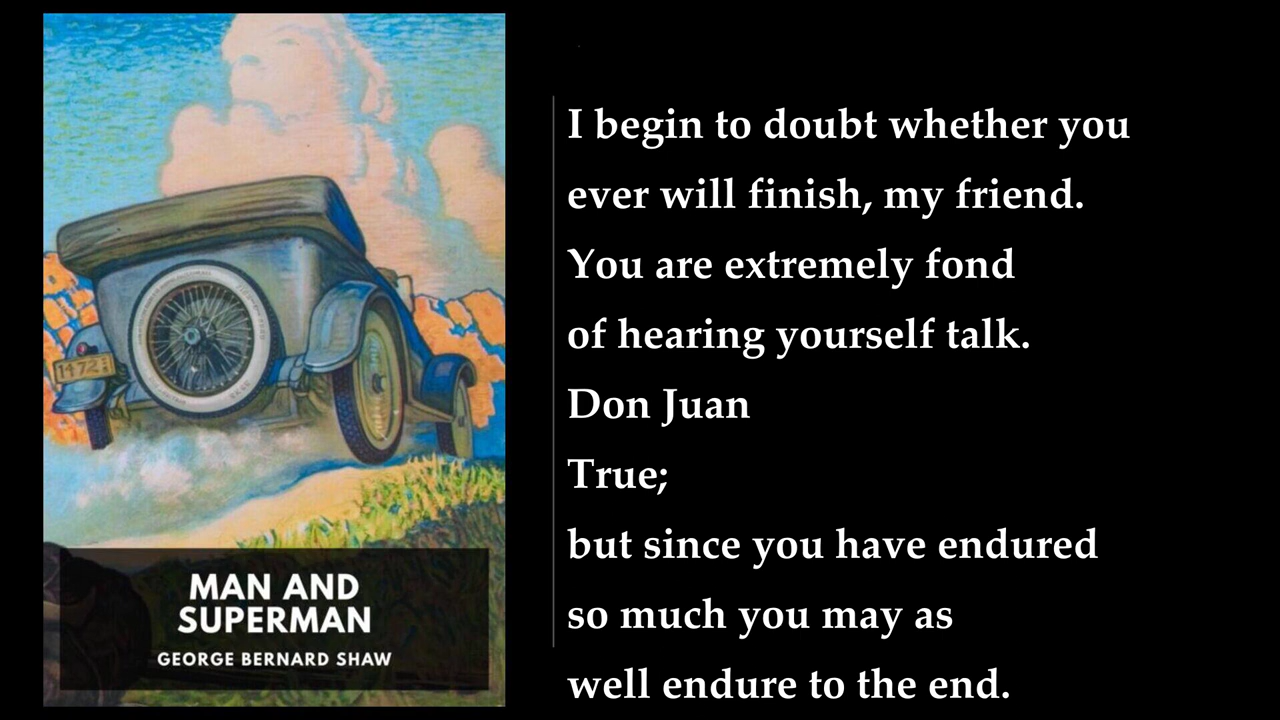 1472
MAN AND
SUPERMAN
GEORGE BERNARD SHAW
I begin to doubt whether you
ever will finish, my friend.
You are extremely fond
of hearing yourself talk.
Don Juan
True;
but since you have endured
so much you may as
well endure to the end.